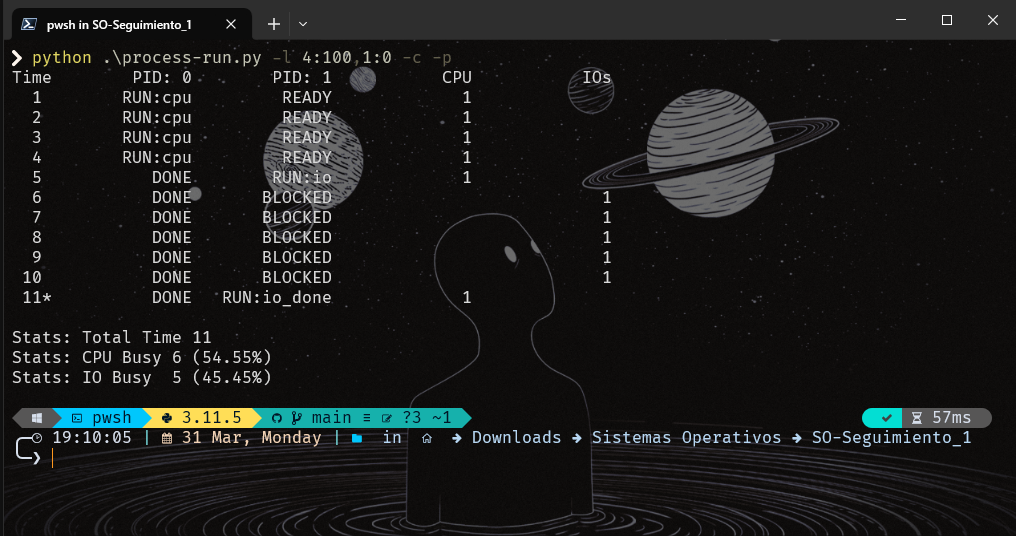 pwsh in SO-Seguimiento_1
python .\process-run.py -l 4:100,1:0 -c -p
Time PID: 0 PID: 1 CPU IOs
1 RUN:cpu READY 1
2 RUN:cpu READY 1
3 RUN:cpu READY 1
4 RUN:cpu READY 1
5 DONE RUN:io 1
6 DONE BLOCKED 1
7 DONE BLOCKED 1
8 DONE BLOCKED 1
9 DONE BLOCKED 1
10 DONE BLOCKED 1
11* DONE RUN:io_done 1
Stats: Total Time 11
Stats: CPU Busy 6 (54.55%)
Stats: IO Busy 5 (45.45%)
pwsh 3.11.5 main ≡ ?3 ~1 57ms
19:10:05 | 31 Mar, Monday | in → Downloads → Sistemas Operativos → SO-Seguimiento_1